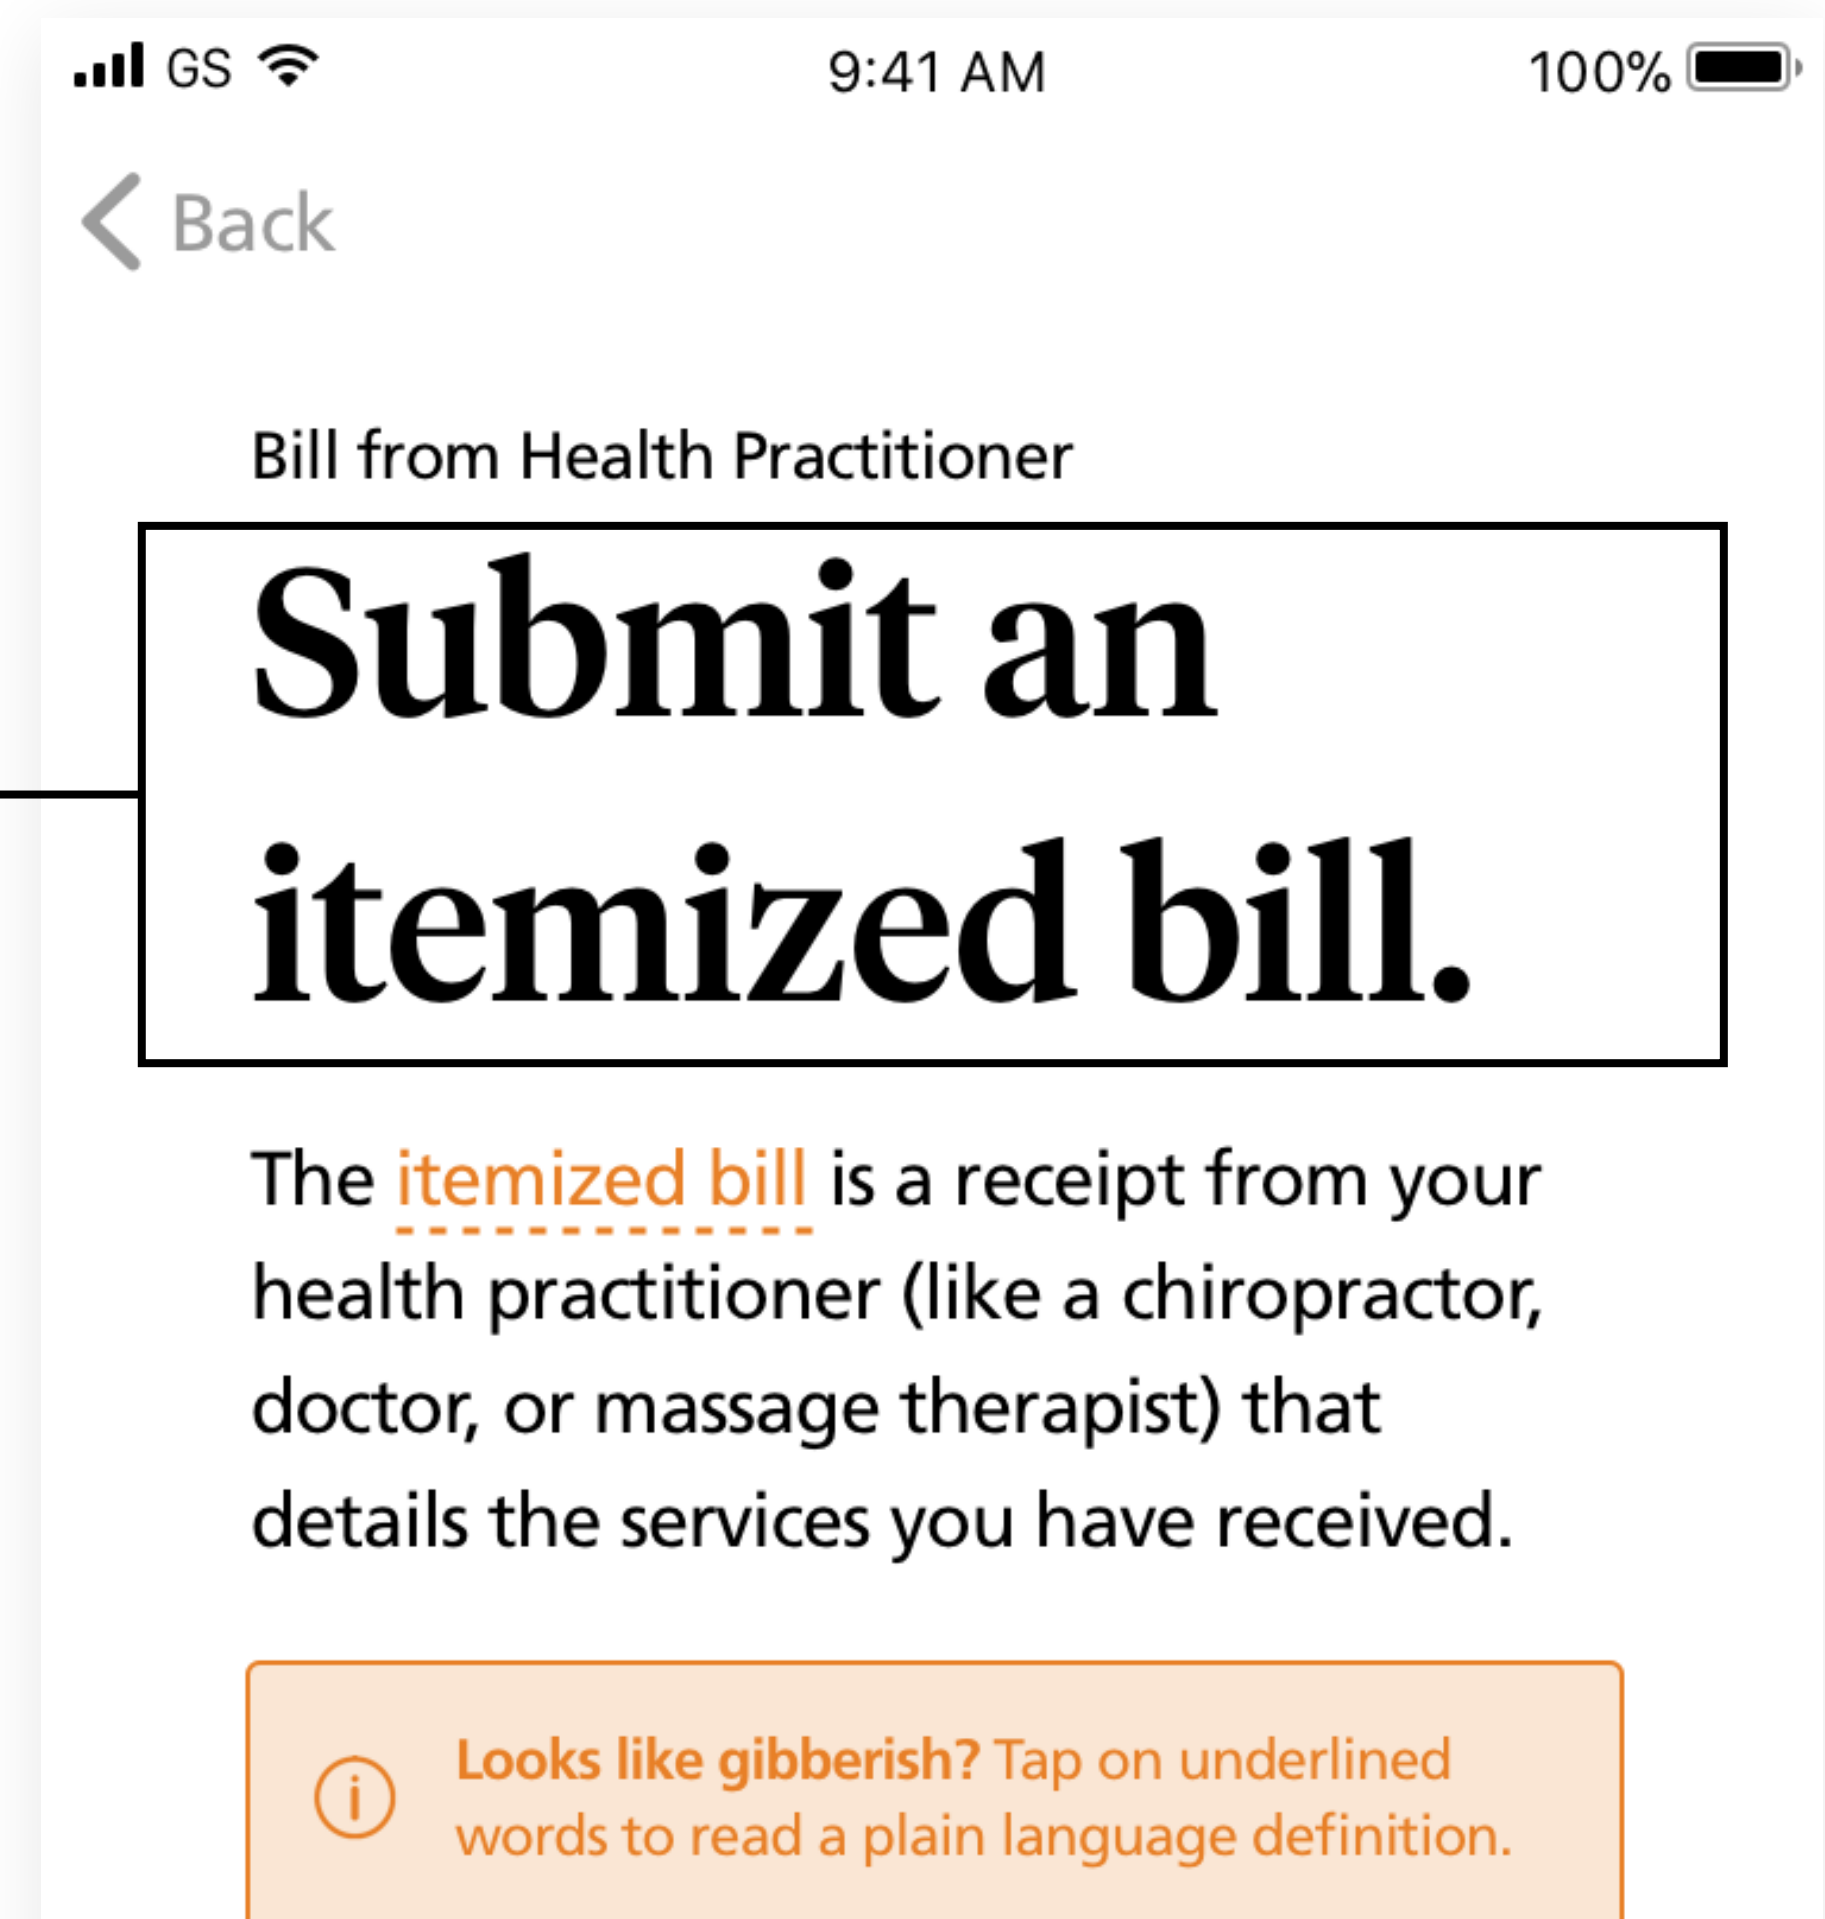 GS 9:41 AM 100%
Back
Bill from Health Practitioner
Submit an
itemized bill.
The itemized bill is a receipt from your
health practitioner (like a chiropractor,
doctor, or massage therapist) that
details the services you have received.
Looks like gibberish? Tap on underlined
words to read a plain language definition.